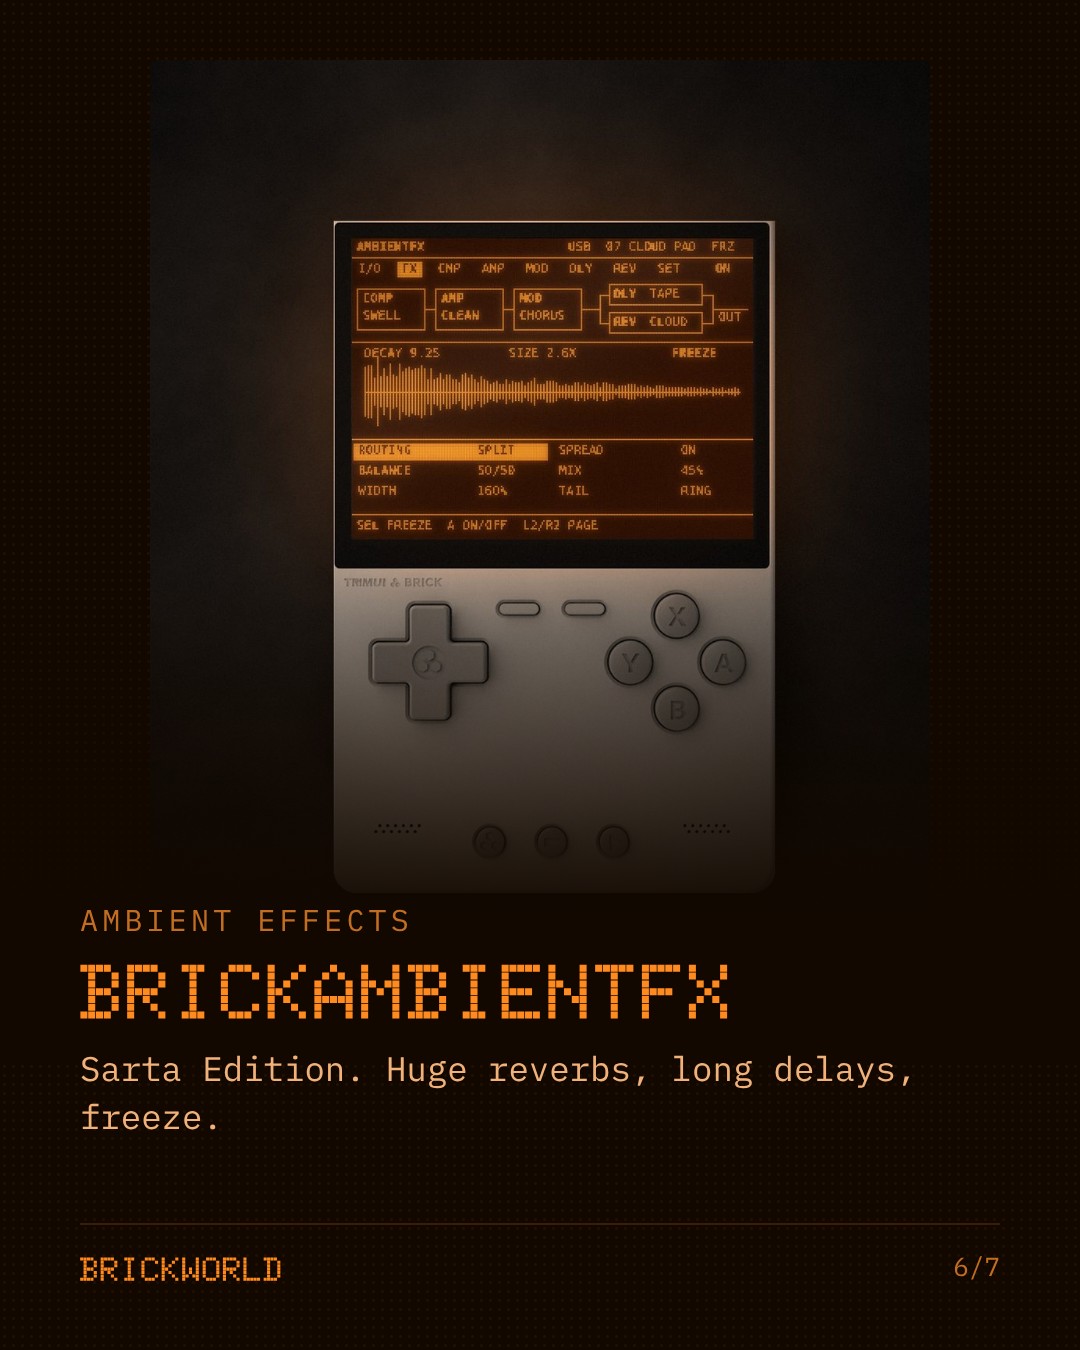 AMBIENTFX USB 07 CLOUD PAD FRZ
I/O FX CMP AMP MOD DLY REV SET ON
COMP SWELL
AMP CLEAN
MOD CHORUS
DLY TAPE
REV CLOUD
OUT
DECAY 9.25 SIZE 2.6X FREEZE
ROUTING SPLIT SPREAD ON
BALANCE 50/50 MIX 45%
WIDTH 160% TAIL RING
SEL FREEZE A ON/OFF L2/R2 PAGE
TRIMUI & BRICK
X
Y
A
B
AMBIENT EFFECTS
BRICKAMBIENTFX
Sarta Edition. Huge reverbs, long delays,
freeze.
BRICKWORLD
6/7